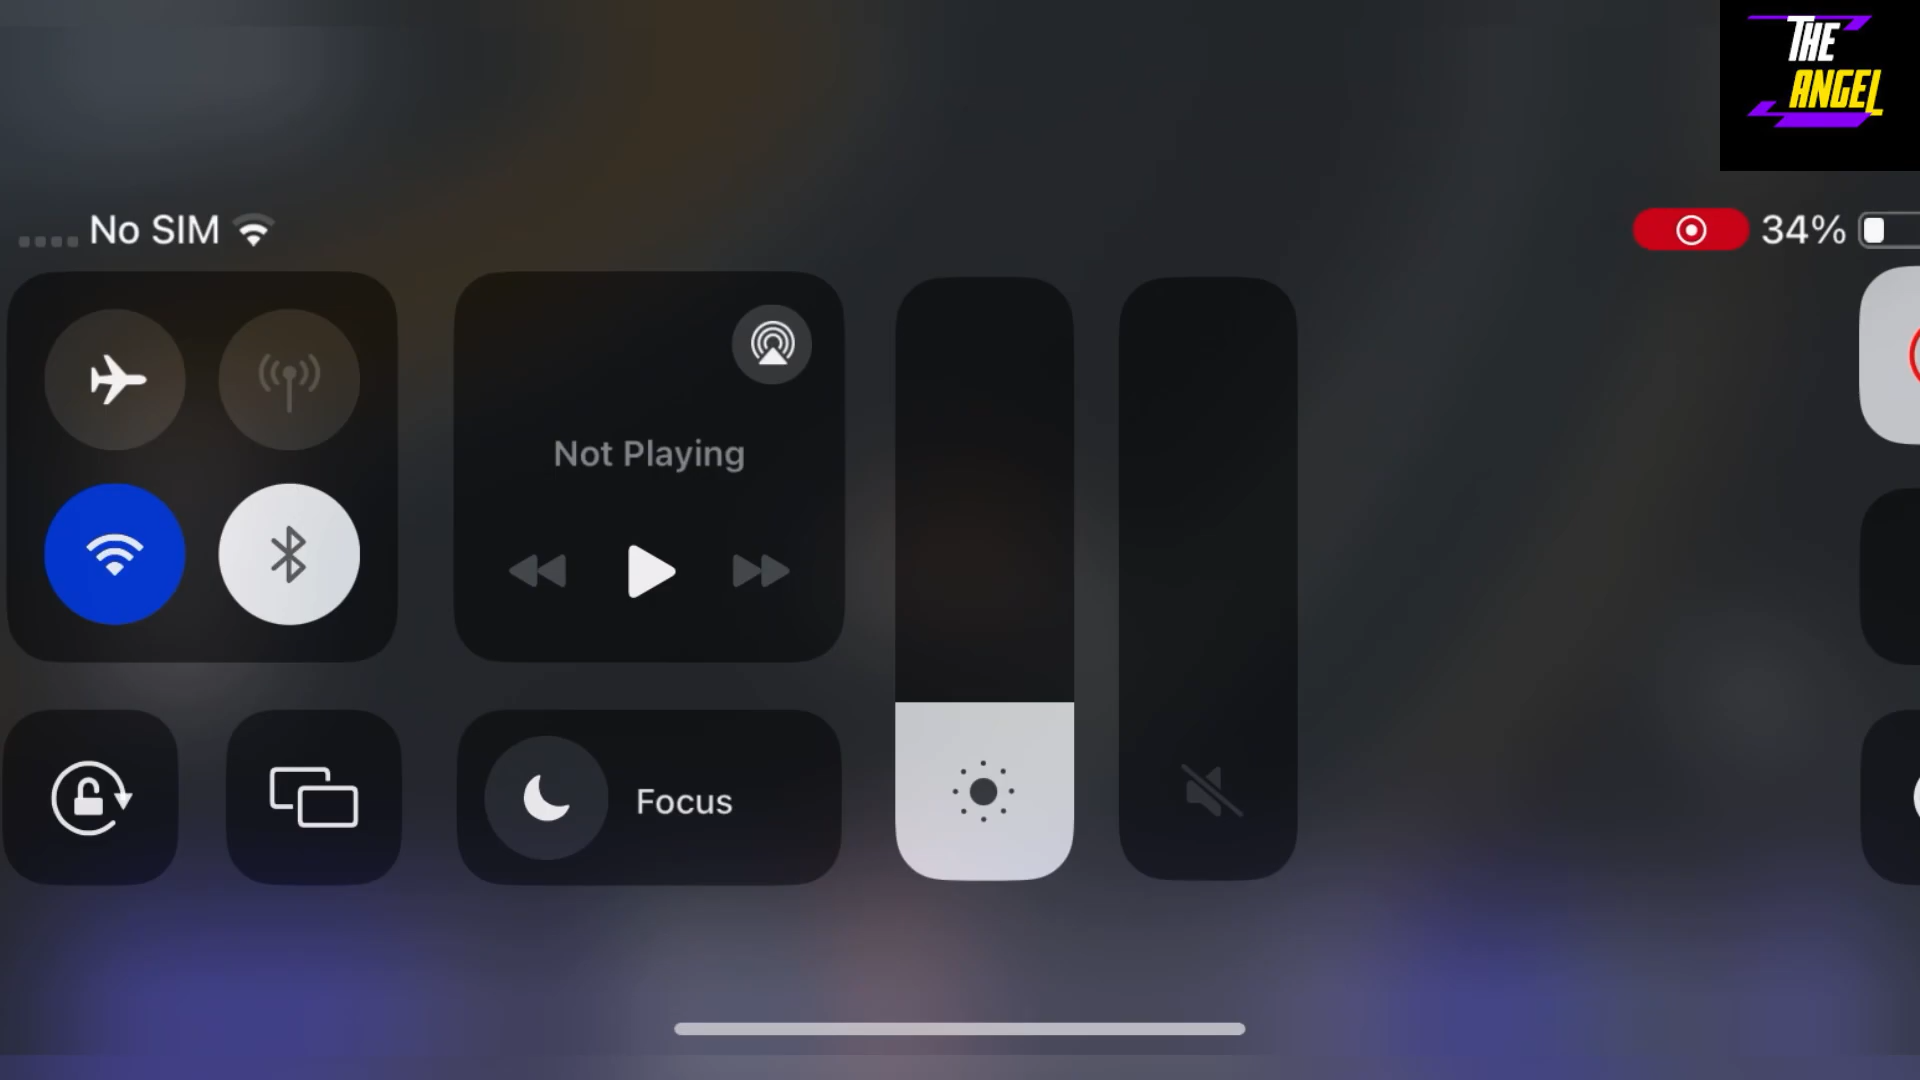 THE
ANGEL
No SIM
34%
Not Playing
Focus